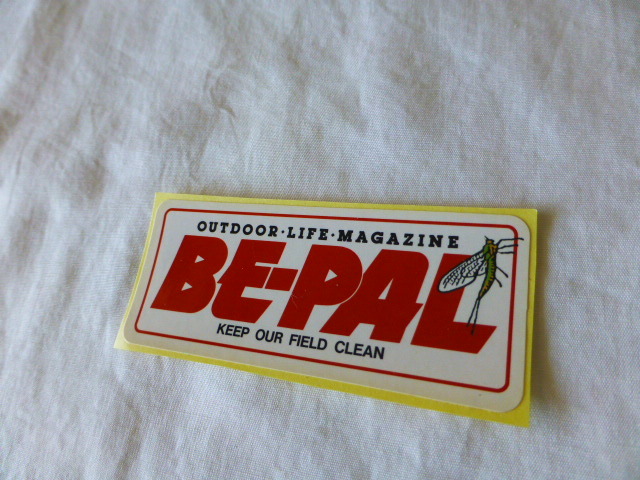 OUTDOOR·LIFE·MAGAZINE
BE-PAL
KEEP OUR FIELD CLEAN